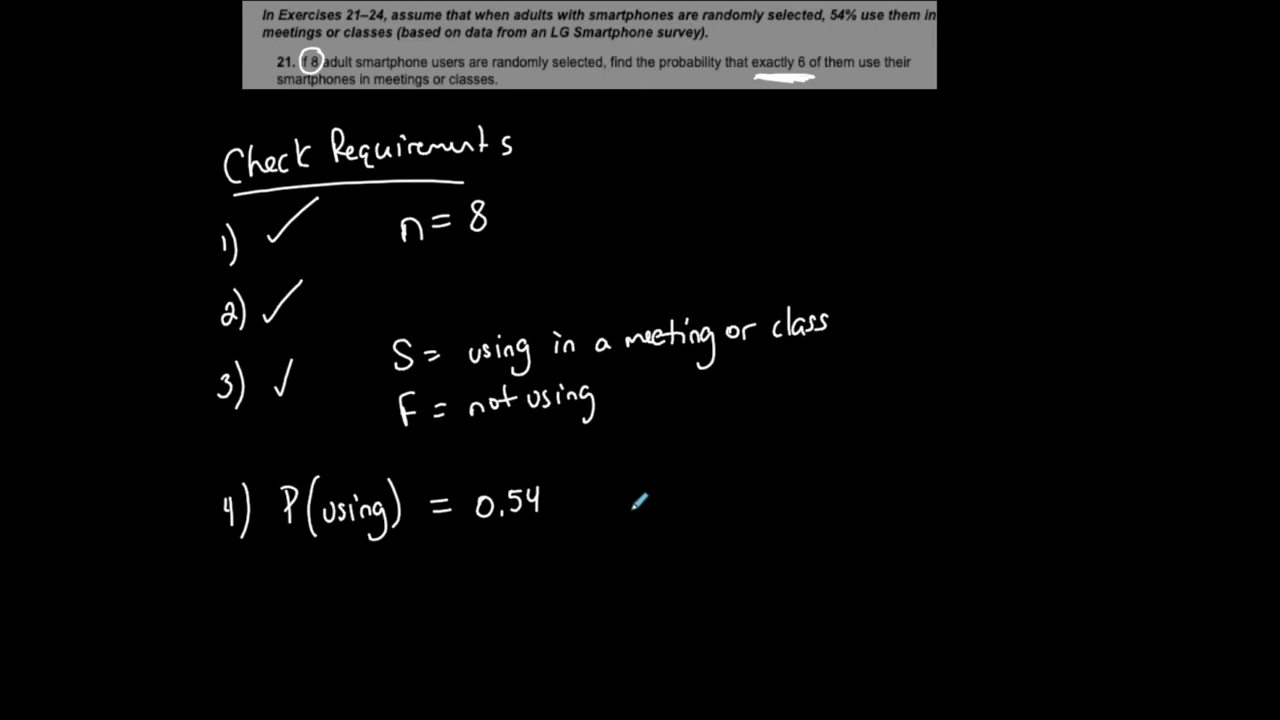 In Exercises 21–24, assume that when adults with smartphones are randomly selected, 54% use them in
meetings or classes (based on data from an LG Smartphone survey).
21. If 8 adult smartphone users are randomly selected, find the probability that exactly 6 of them use their
smartphones in meetings or classes.
Check Requirements
1) ✓ n = 8
2) ✓
3) ✓ S = using in a meeting or class
F = not using
4) P(using) = 0.54